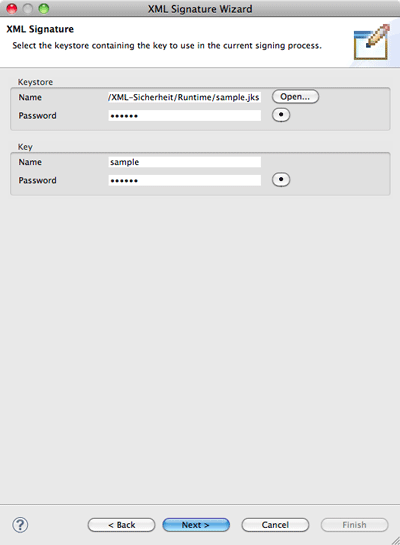 XML Signature Wizard
XML Signature
Select the keystore containing the key to use in the current signing process.
Keystore
Name /XML-Sicherheit/Runtime/sample.jks Open...
Password ••••••
Key
Name sample
Password ••••••
? < Back Next > Cancel Finish